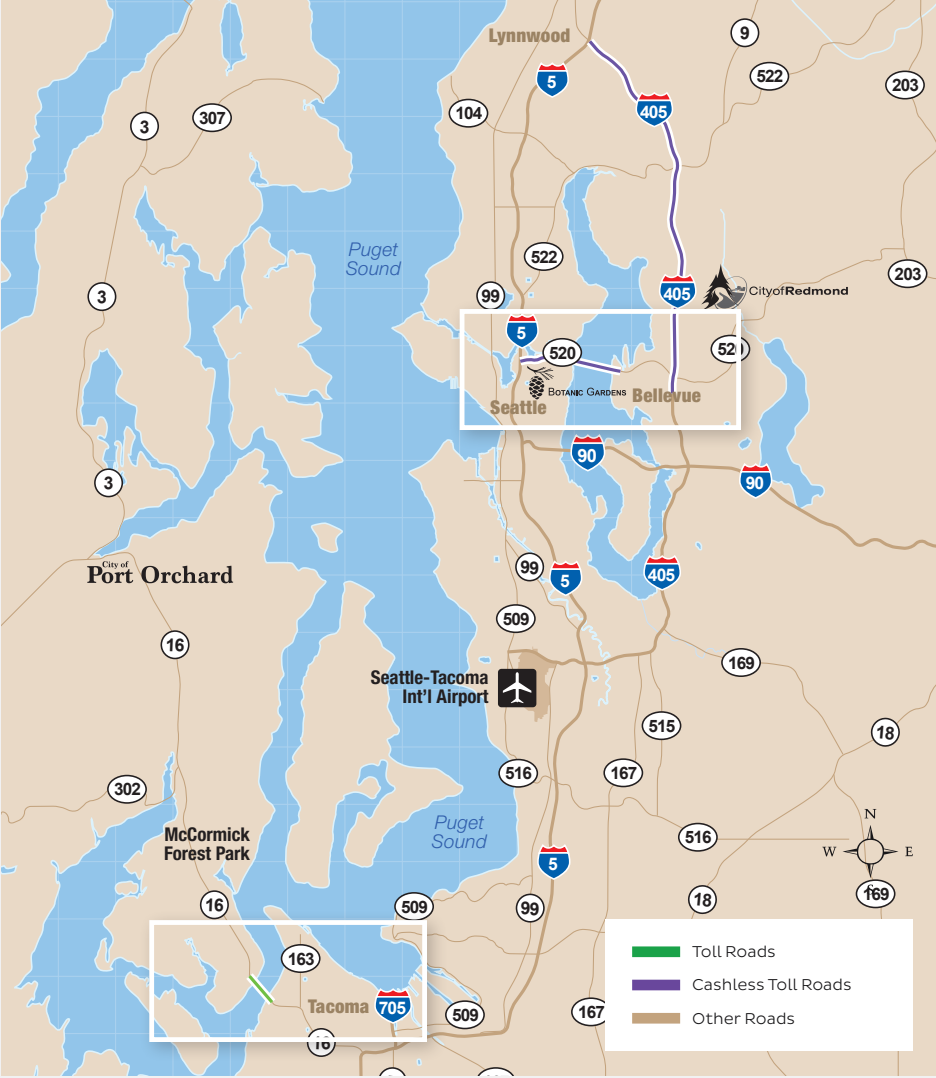 Lynnwood
9
5
522
203
3
307
104
405
Puget
Sound
522
203
3
99
405
CityofRedmond
5
520
520
BOTANIC GARDENS
Bellevue
Seattle
90
90
3
City of
Port Orchard
99
5
405
509
16
169
Seattle-Tacoma
Int'l Airport
515
18
516
167
302
Puget
Sound
McCormick
Forest Park
516
N
W
E
S
5
169
16
509
99
18
163
Toll Roads
Cashless Toll Roads
Other Roads
Tacoma
705
509
167
16